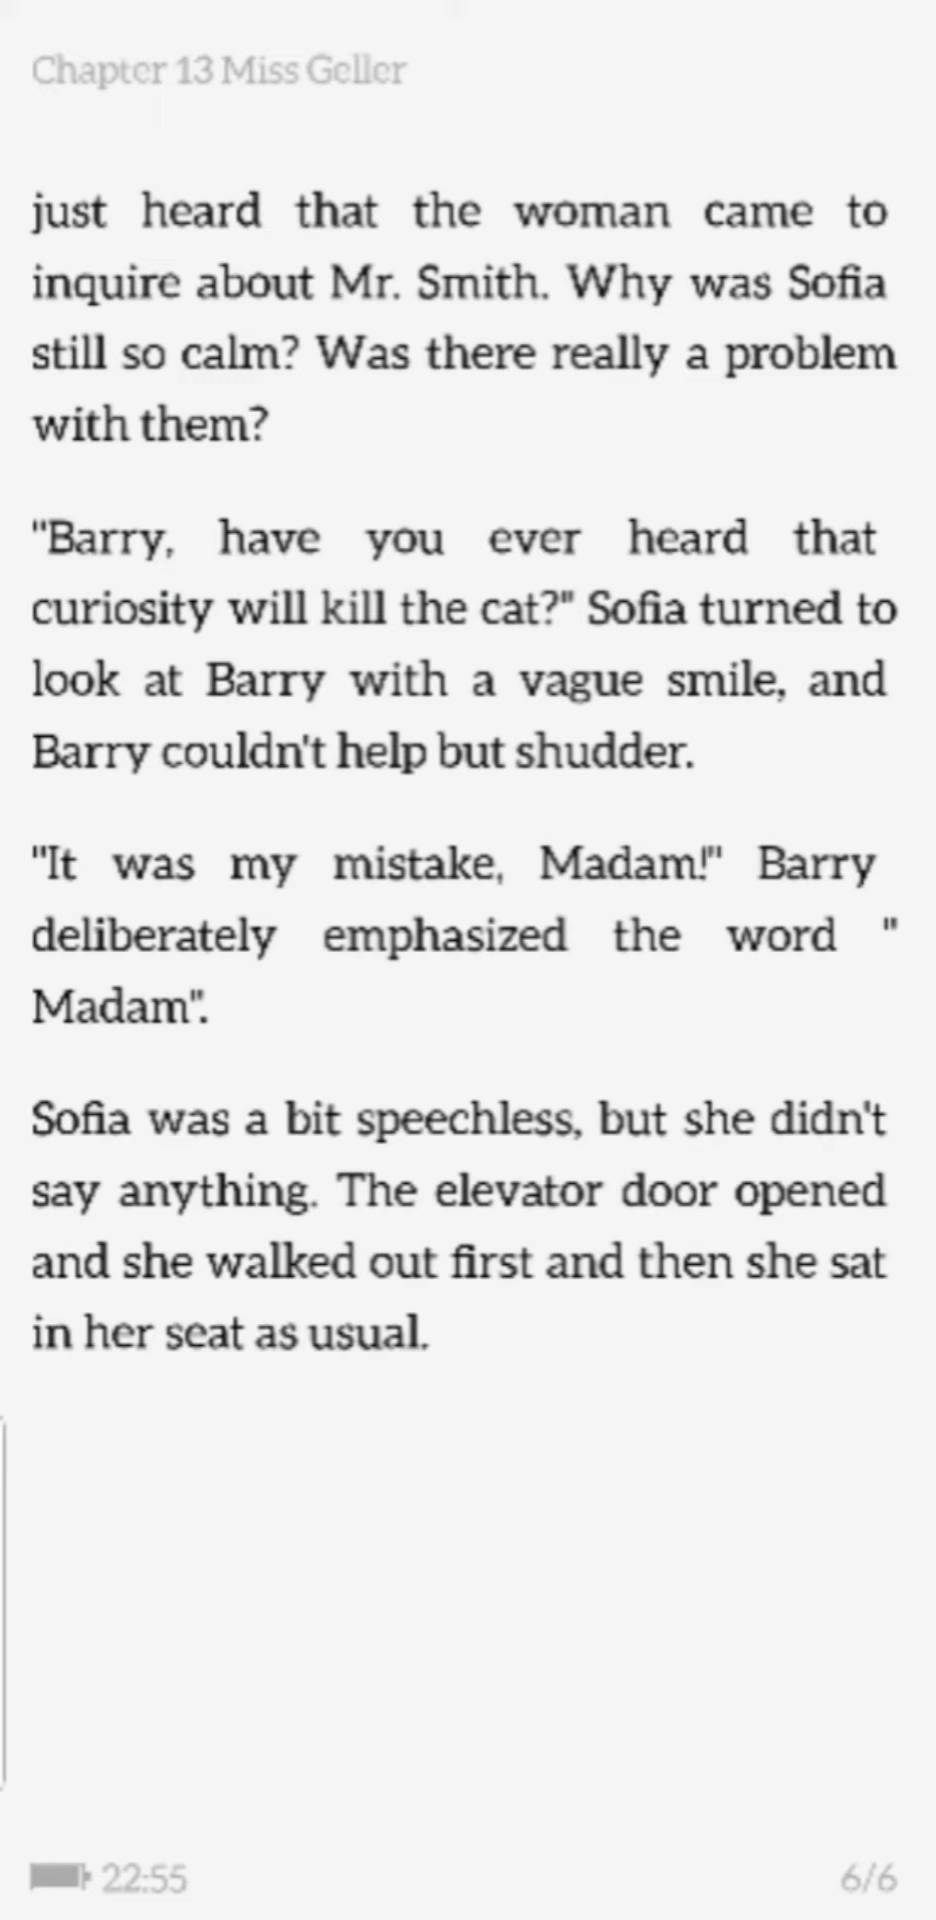 Chapter 13 Miss Geller
just heard that the woman came to
inquire about Mr. Smith. Why was Sofia
still so calm? Was there really a problem
with them?
"Barry, have you ever heard that
curiosity will kill the cat?" Sofia turned to
look at Barry with a vague smile, and
Barry couldn't help but shudder.
"It was my mistake, Madam!" Barry
deliberately emphasized the word "
Madam".
Sofia was a bit speechless, but she didn't
say anything. The elevator door opened
and she walked out first and then she sat
in her seat as usual.
22:55
6/6